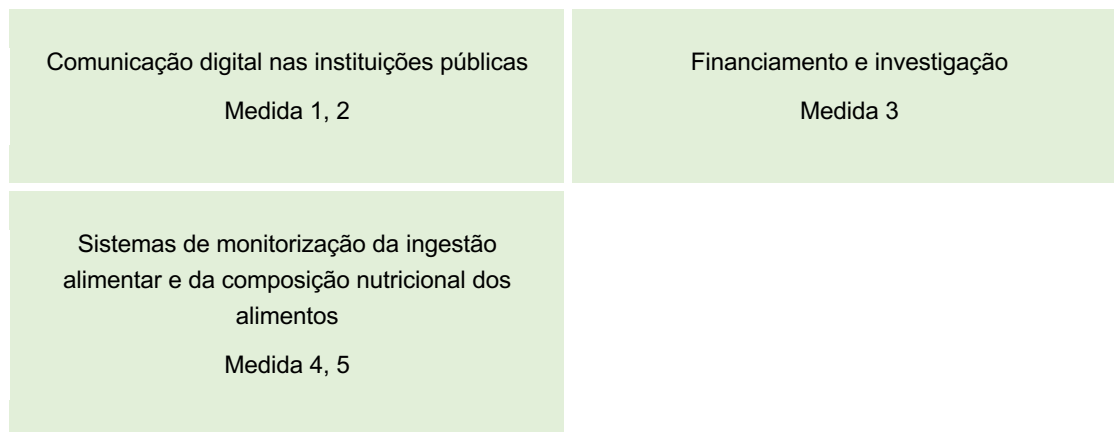 Comunicação digital nas instituições públicas
Medida 1, 2
Financiamento e investigação
Medida 3
Sistemas de monitorização da ingestão
alimentar e da composição nutricional dos
alimentos
Medida 4, 5